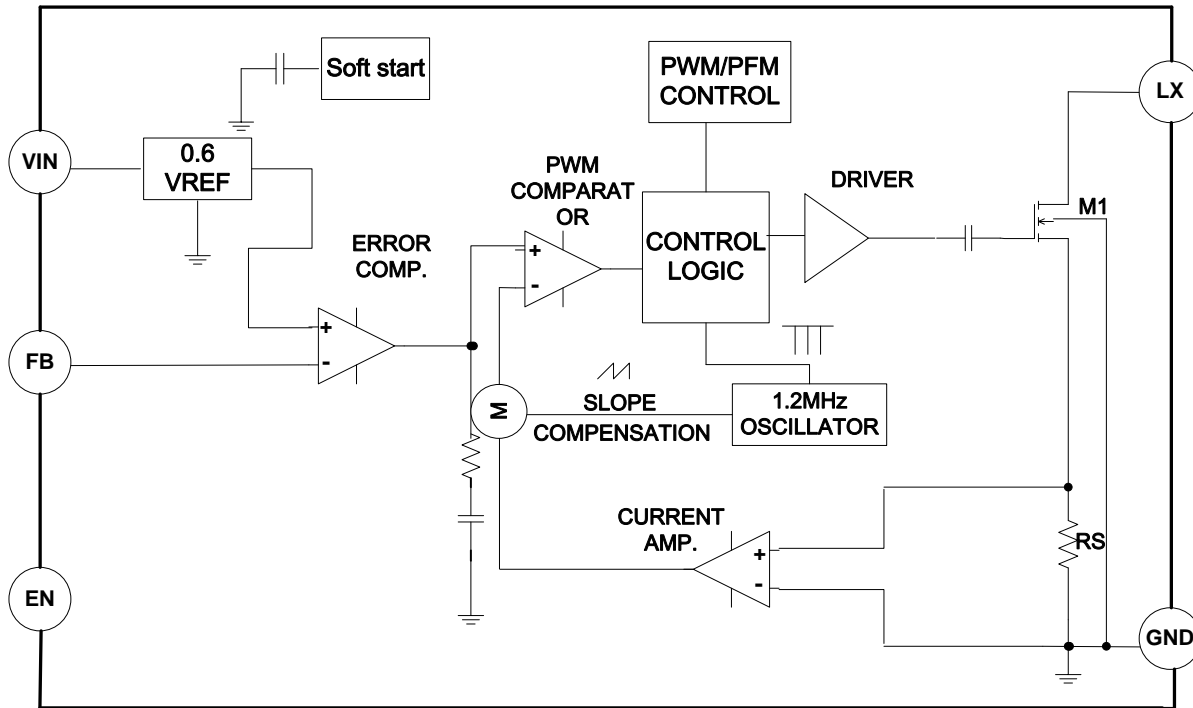 Soft start
PWM/PFM
CONTROL
LX
VIN
0.6
VREF
PWM
COMPARAT
OR
DRIVER
M1
ERROR
COMP.
+
-
CONTROL
LOGIC
+
-
FB
M
SLOPE
COMPENSATION
1.2MHz
OSCILLATOR
CURRENT
AMP.
+
-
RS
EN
GND